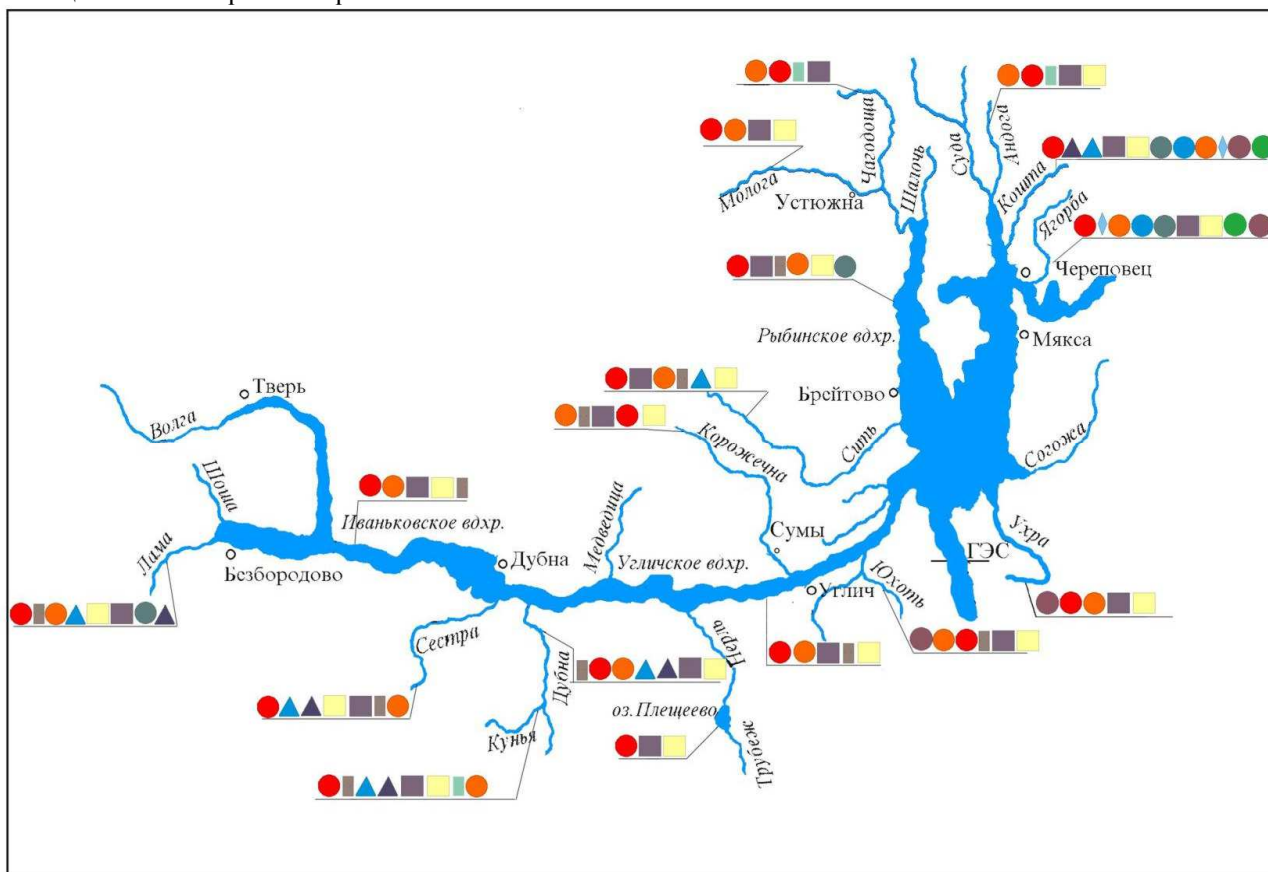 Чагодоща
Суда
Андога
Молога
Устюжна
Шалочь
Кошта
Ягорба
Череповец
Рыбинское вдхр.
Мякса
Тверь
Брейтово
Волга
Корожечна
Сить
Согожа
Шоша
Иваньковское вдхр.
Медведица
Сумы
Ухра
Лама
Безбородово
Дубна
Угличское вдхр.
ГЭС
Углич
Юхоть
Сестра
Дубна
Нерль
оз.Плещеево
Кунья
Трубеж